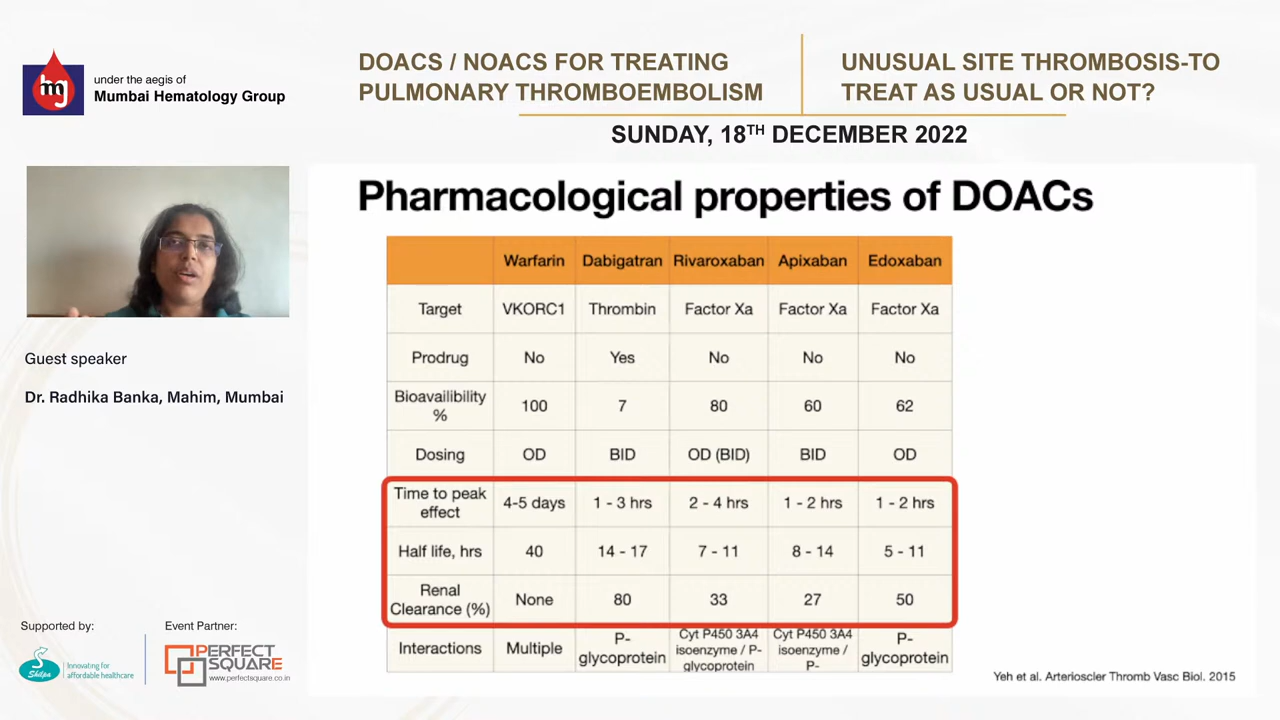 mg
under the aegis of
Mumbai Hematology Group
DOACS / NOACS FOR TREATING
PULMONARY THROMBOEMBOLISM
UNUSUAL SITE THROMBOSIS-TO
TREAT AS USUAL OR NOT?
SUNDAY, 18TH DECEMBER 2022
Guest speaker
Dr. Radhika Banka, Mahim, Mumbai
Pharmacological properties of DOACs
Warfarin Dabigatran Rivaroxaban Apixaban Edoxaban
Target VKORC1 Thrombin Factor Xa Factor Xa Factor Xa
Prodrug No Yes No No No
Bioavailibility % 100 7 80 60 62
Dosing OD BID OD (BID) BID OD
Time to peak effect 4-5 days 1 - 3 hrs 2 - 4 hrs 1 - 2 hrs 1 - 2 hrs
Half life, hrs 40 14 - 17 7 - 11 8 - 14 5 - 11
Renal Clearance (%) None 80 33 27 50
Interactions Multiple P-glycoprotein Cyt P450 3A4 isoenzyme / P-glycoprotein Cyt P450 3A4 isoenzyme / P- P-glycoprotein
Yeh et al. Arterioscler Thromb Vasc Biol. 2015
Supported by:
Shilpa
Innovating for
affordable healthcare
Event Partner:
PERFECT
SQUARE
www.perfectsquare.co.in